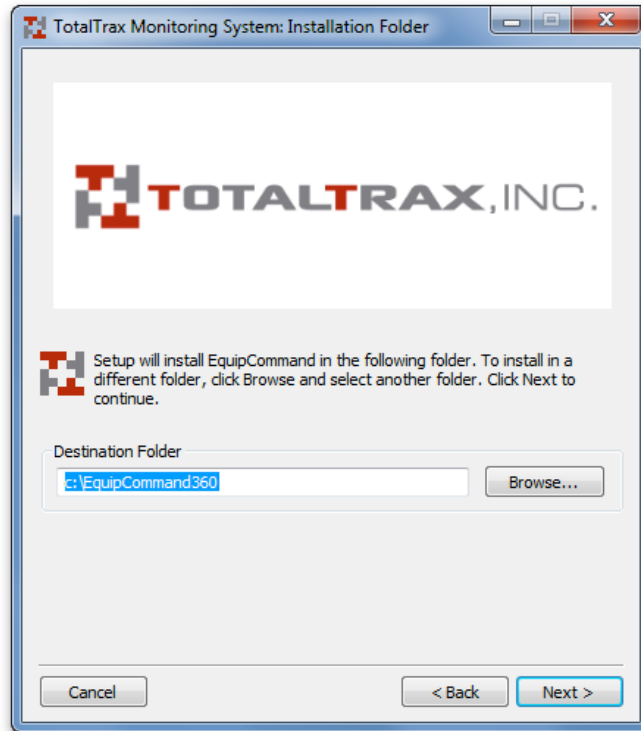 TotalTrax Monitoring System: Installation Folder
TOTALTRAX, INC.
Setup will install EquipCommand in the following folder. To install in a
different folder, click Browse and select another folder. Click Next to
continue.
Destination Folder
c:\EquipCommand360
Browse...
Cancel
< Back
Next >